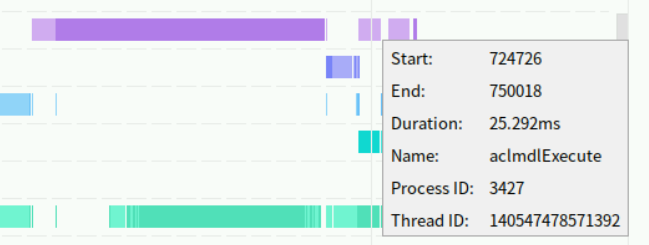 Start: 724726
End: 750018
Duration: 25.292ms
Name: aclmdlExecute
Process ID: 3427
Thread ID: 140547478571392